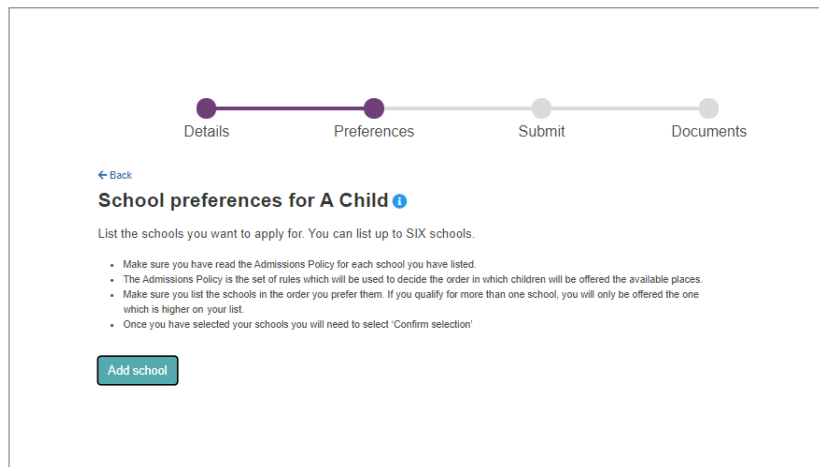 Details Preferences Submit Documents
Back
School preferences for A Child
List the schools you want to apply for. You can list up to SIX schools.
Make sure you have read the Admissions Policy for each school you have listed.
The Admissions Policy is the set of rules which will be used to decide the order in which children will be offered the available places.
Make sure you list the schools in the order you prefer them. If you qualify for more than one school, you will only be offered the one
which is higher on your list.
Once you have selected your schools you will need to select 'Confirm selection'
Add school